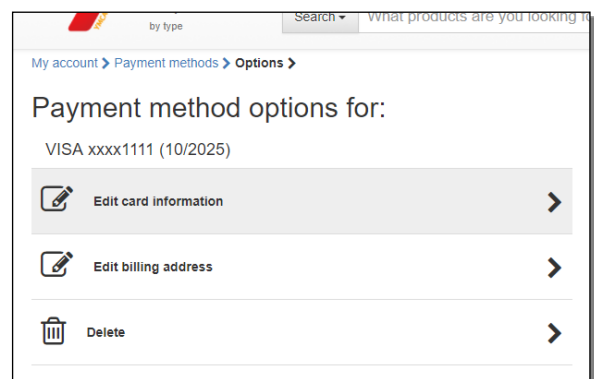 by type
Search
What products are you looking fo
My account > Payment methods > Options >
Payment method options for:
VISA xxxx1111 (10/2025)
Edit card information
Edit billing address
Delete